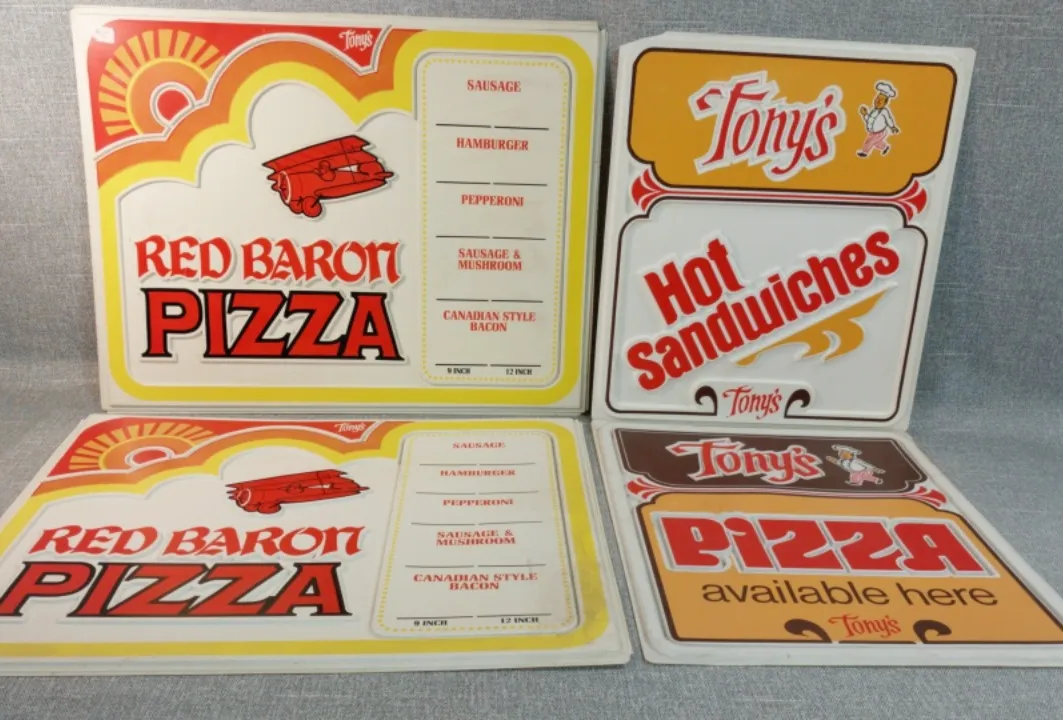 Tony's
RED BARON
PIZZA
SAUSAGE
HAMBURGER
PEPPERONI
SAUSAGE &
MUSHROOM
CANADIAN STYLE
BACON
9 INCH 12 INCH
Tony's
Hot
Sandwiches
Tony's
Tony's
RED BARON
PIZZA
SAUSAGE
HAMBURGER
PEPPERONI
SAUSAGE &
MUSHROOM
CANADIAN STYLE
BACON
9 INCH 12 INCH
Tony's
PIZZA
available here
Tony's